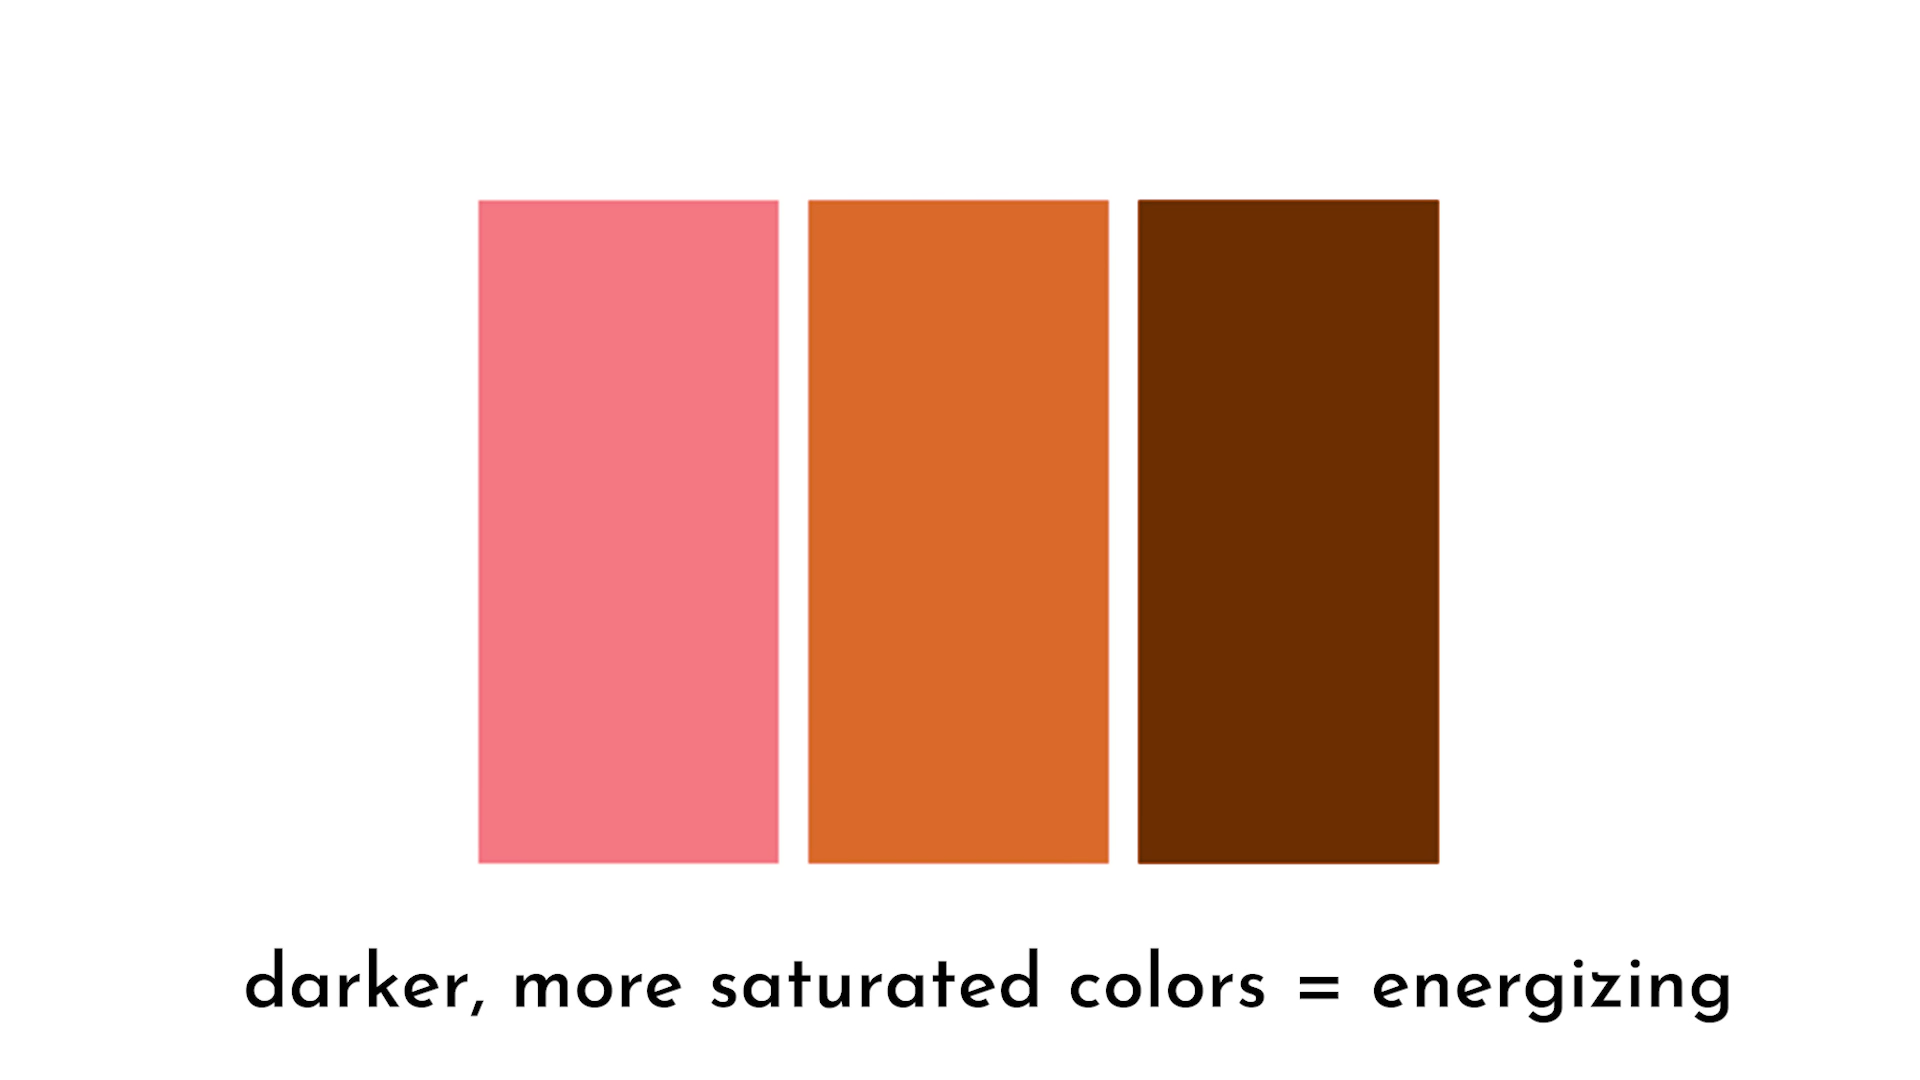 darker, more saturated colors = energizing